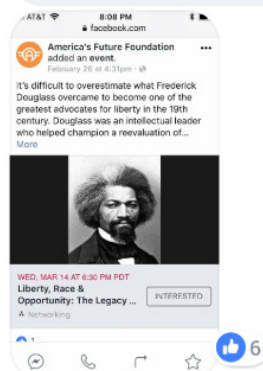 AT&T 8:08 PM
facebook.com
America's Future Foundation
added an event.
February 26 at 4:31pm ·
It's difficult to overestimate what Frederick
Douglass overcame to become one of the
greatest advocates for liberty in the 19th
century. Douglass was an intellectual leader
who helped champion a reevaluation of...
More
WED, MAR 14 AT 6:30 PM PDT
Liberty, Race &
Opportunity: The Legacy ...
INTERESTED
Networking
1
6